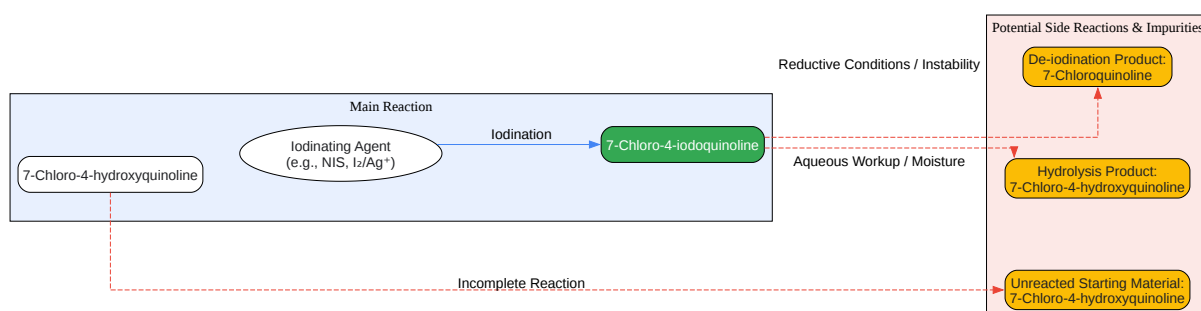 Potential Side Reactions & Impurities
De-iodination Product:
7-Chloroquinoline
Reductive Conditions / Instability
Main Reaction
Iodinating Agent
(e.g., NIS, I₂/Ag⁺)
Iodination
7-Chloro-4-iodoquinoline
Aqueous Workup / Moisture
7-Chloro-4-hydroxyquinoline
Hydrolysis Product:
7-Chloro-4-hydroxyquinoline
Incomplete Reaction
Unreacted Starting Material:
7-Chloro-4-hydroxyquinoline